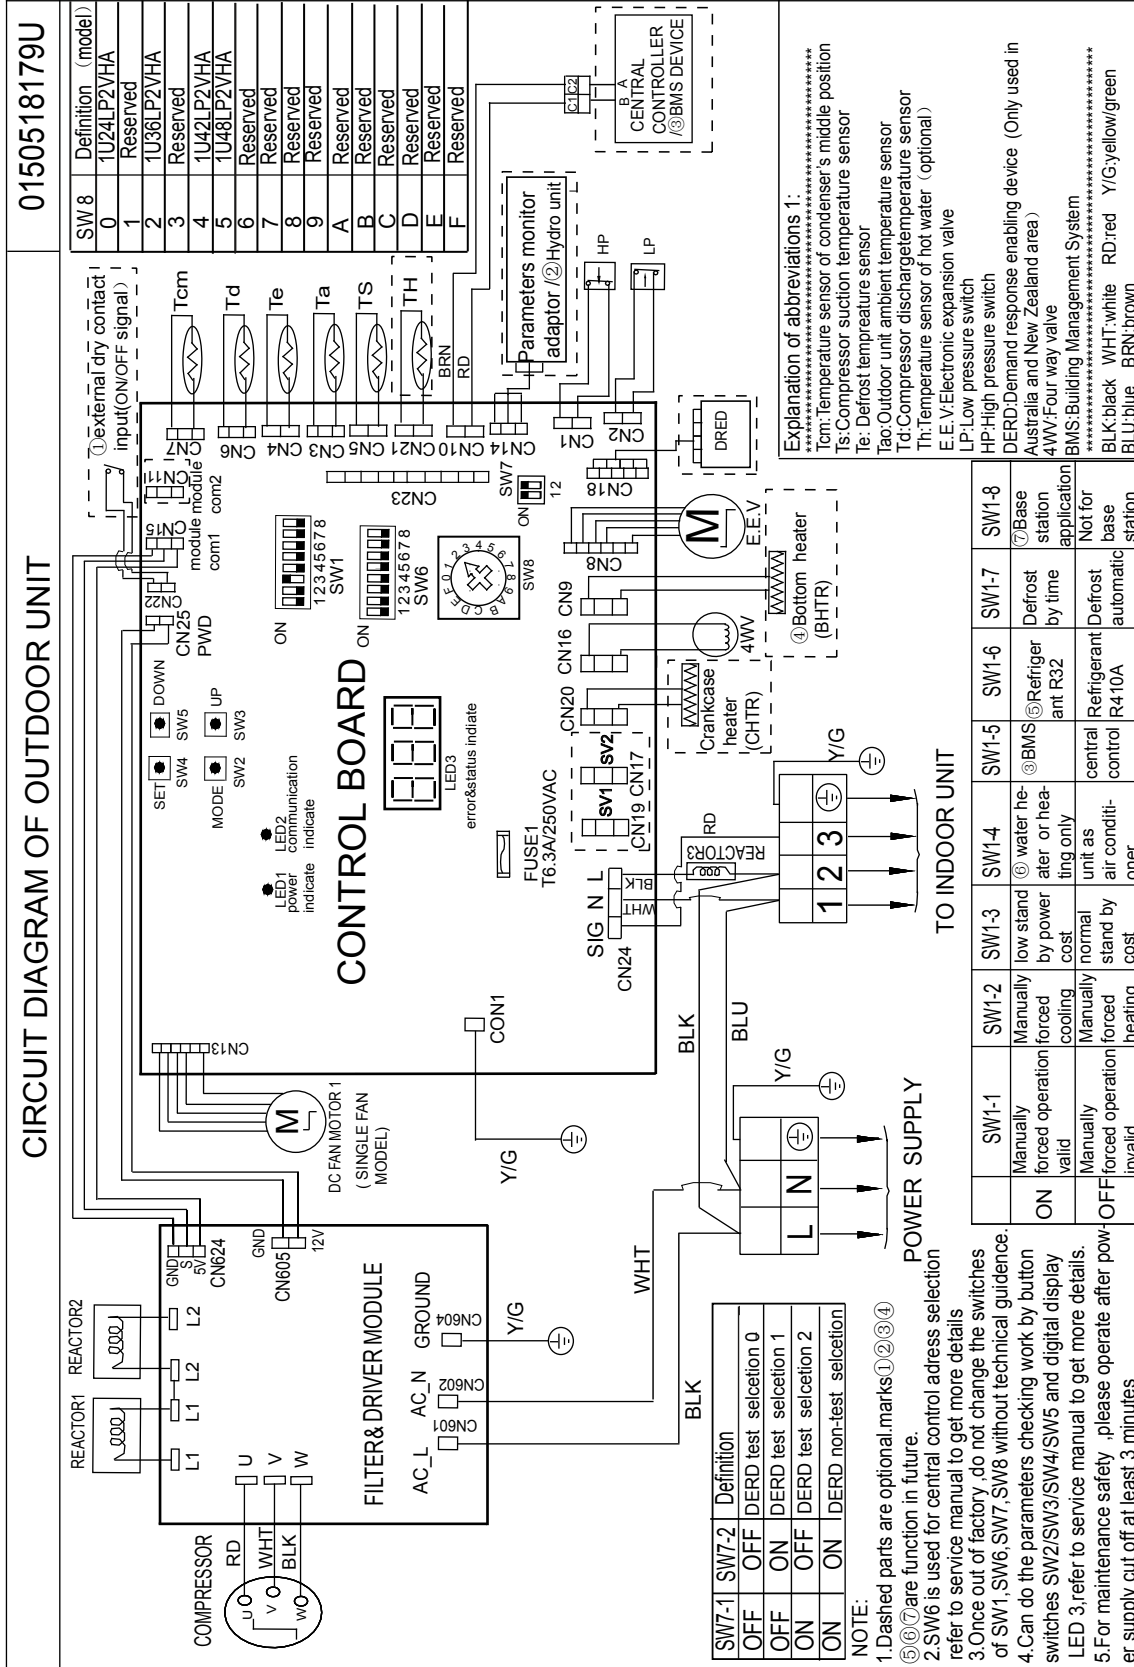 CIRCUIT DIAGRAM OF OUTDOOR UNIT
0150518179U
REACTOR1
REACTOR2
L1
L1
L2
L2
COMPRESSOR
RD
WHT
BLK
U
V
W
U
V
W
FILTER& DRIVER MODULE
GND
S
5V
CN624
GND
CN605
12V
AC_L
CN601
AC_N
CN602
GROUND
CN604
Y/G
DC FAN MOTOR 1
( SINGLE FAN
MODEL)
M
CN13
Y/G
CON1
CONTROL BOARD
SET
SW4
SW5
DOWN
MODE
SW2
SW3
UP
LED1
power
indicate
LED2
communication
indicate
LED3
error&status indiate
FUSE1
T6.3A/250VAC
CN25
PWD
CN22
CN15
module
com1
CN11
module
com2
①external dry contact
input(ON/OFF signal)
ON
12345678
SW1
ON
12345678
SW6
0123456789ABCDEF
SW8
SW7
ON
12
CN7
Tcm
CN6
Td
CN4
Te
CN3
Ta
CN5
TS
CN21
TH
CN10
BRN
RD
CN14
CN23
Parameters monitor
adaptor /②Hydro unit
C1
C2
B
A
CENTRAL
CONTROLLER
/③BMS DEVICE
CN1
HP
CN2
LP
CN18
DRED
CN8
M
E.E.V
CN9
④Bottom heater
(BHTR)
CN16
4WV
CN20
Crankcase
heater
(CHTR)
SV1
SV2
CN19
CN17
SIG
N
L
CN24
WHT
BLK
REACTOR3
RD
1
2
3
Y/G
TO INDOOR UNIT
BLK
BLU
Y/G
L
N
POWER SUPPLY
WHT
BLK
SW 8 Definition (model)
0 1U24LP2VHA
1 Reserved
2 1U36LP2VHA
3 Reserved
4 1U42LP2VHA
5 1U48LP2VHA
6 Reserved
7 Reserved
8 Reserved
9 Reserved
A Reserved
B Reserved
C Reserved
D Reserved
E Reserved
F Reserved
SW7-1 SW7-2 Definition
OFF OFF DERD test selcetion 0
OFF ON DERD test selcetion 1
ON OFF DERD test selcetion 2
ON ON DERD non-test selcetion
NOTE:
1.Dashed parts are optional.marks①②③④
⑤⑥⑦are function in future.
2.SW6 is used for central control adress selection
refer to service manual to get more details
3.Once out of factory ,do not change the switches
of SW1,SW6,SW7,SW8 without technical guidence.
4.Can do the parameters checking work by button
switches SW2/SW3/SW4/SW5 and digital display
LED 3,refer to service manual to get more details.
5.For maintenance safety ,please operate after pow-
er supply cut off at least 3 minutes
SW1-1 SW1-2 SW1-3 SW1-4 SW1-5 SW1-6 SW1-7 SW1-8
ON
Manually
forced operation
valid
Manually
forced
cooling
low stand
by power
cost
⑥ water he-
ater or hea-
ting only
③BMS
⑤Refriger
ant R32
Defrost
by time
⑦Base
station
application
OFF
Manually
forced operation
invalid
Manually
forced
heating
normal
stand by
cost
unit as
air conditi-
oner
central
control
Refrigerant
R410A
Defrost
automatic
Not for
base
station
Explanation of abbreviations 1:
Tcm:Temperature sensor of condenser's middle position
Ts:Compressor suction temperature sensor
Te: Defrost tempreature sensor
Tao:Outdoor unit ambient temperature sensor
Td:Compressor dischargetemperature sensor
Th:Temperature sensor of hot water (optional)
E.E.V:Electronic expansion valve
LP:Low pressure switch
HP:High pressure switch
DERD:Demand response enabling device (Only used in
Australia and New Zealand area)
4WV:Four way valve
BMS:Building Management System
BLK:black WHT:white RD:red Y/G:yellow/green
BLU:blue BRN:brown